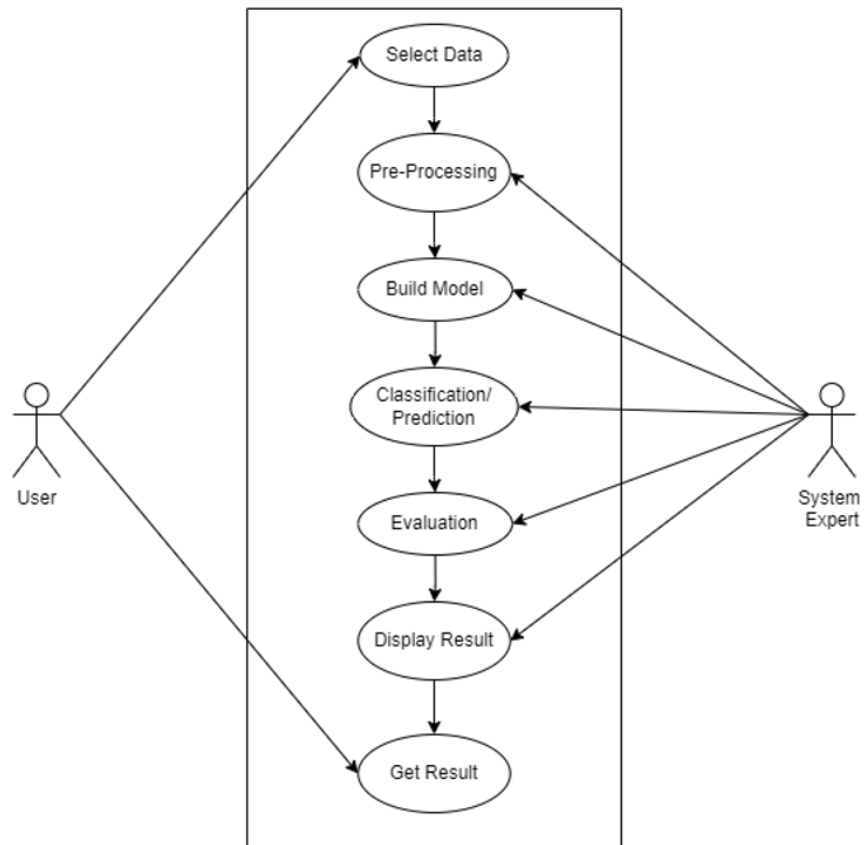 Select Data
Pre-Processing
Build Model
Classification/
Prediction
Evaluation
Display Result
Get Result
User
System
Expert